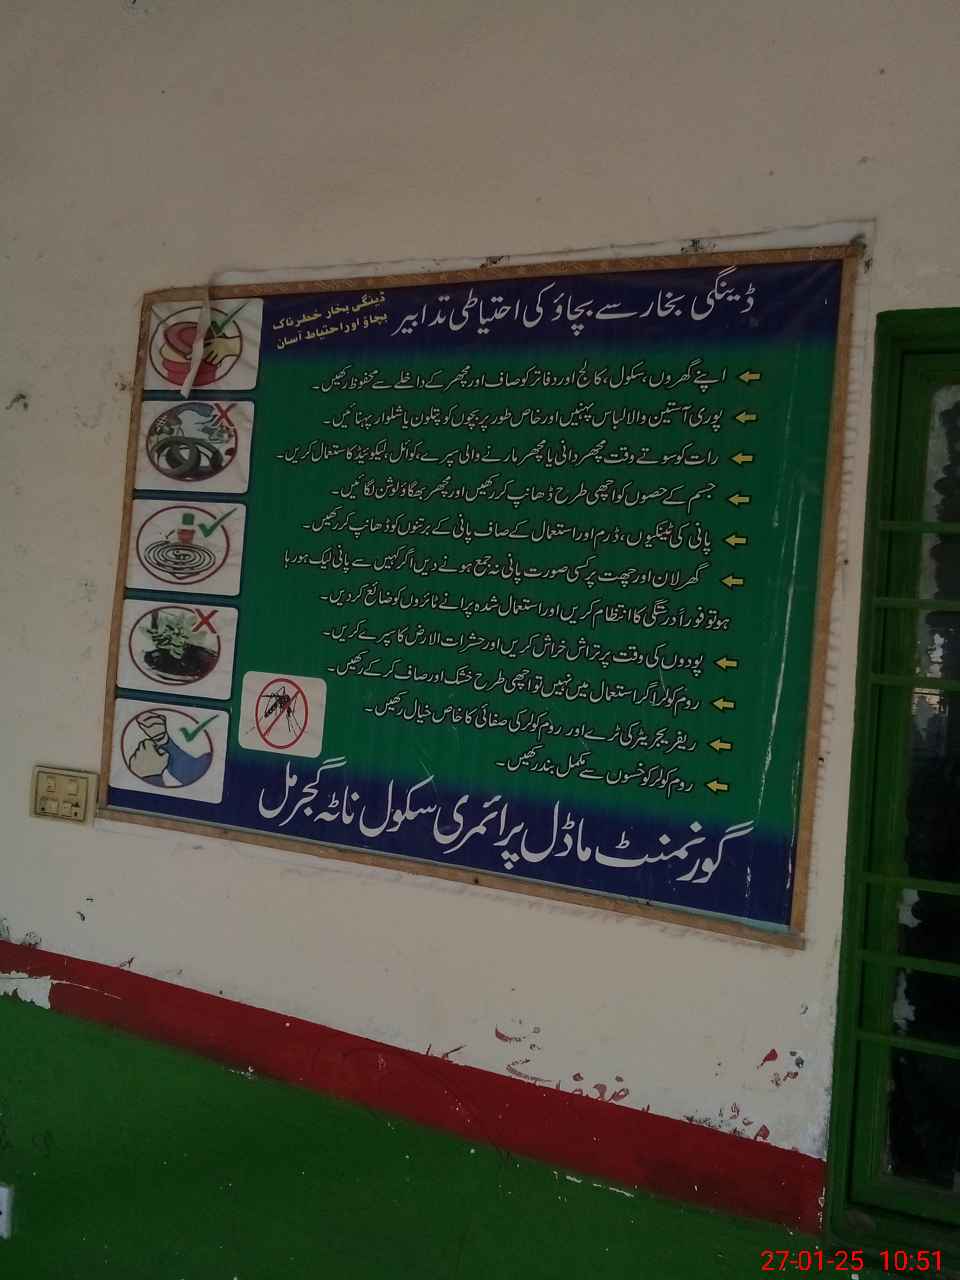 ڈینگی بخار سے بچاؤ کی احتیاطی تدابیر
ڈینگی بخار خطرناک
بچاؤ اور احتیاط آسان
اپنے گھروں، سکول، کالج اور دفاتر کو صاف اور مچھر کے داخلے سے محفوظ رکھیں۔
پوری آستین والا لباس پہنیں اور خاص طور پر بچوں کو پتلون یا شلوار پہنائیں۔
رات کو سوتے وقت مچھر دانی یا مچھر مارنے والی سپرے، کوائل، لیکوئیڈ کا استعمال کریں۔
جسم کے حصوں کو اچھی طرح ڈھانپ کر رکھیں اور مچھر بھگاؤ لوشن لگائیں۔
پانی کی ٹینکیوں، ڈرم اور استعمال کے صاف پانی کے برتنوں کو ڈھانپ کر رکھیں۔
گھر لان اور چھت پر کسی صورت پانی نہ جمع ہونے دیں اگر کہیں سے پانی لیک ہو رہا
ہو تو فوراً درستگی کا انتظام کریں اور استعمال شدہ پرانے ٹائروں کو ضائع کر دیں۔
پودوں کی وقت پر تراش خراش کریں اور حشرات الارض کا سپرے کریں۔
روم کولر اگر استعمال میں نہیں تو اچھی طرح خشک اور صاف کر کے رکھیں۔
ریفریجریٹر کی ٹرے اور روم کولر کی صفائی کا خاص خیال رکھیں۔
روم کولر کو خسوں سے مکمل بند رکھیں۔
گورنمنٹ ماڈل پرائمری سکول ناٹہ گجر مل
27-01-25 10:51